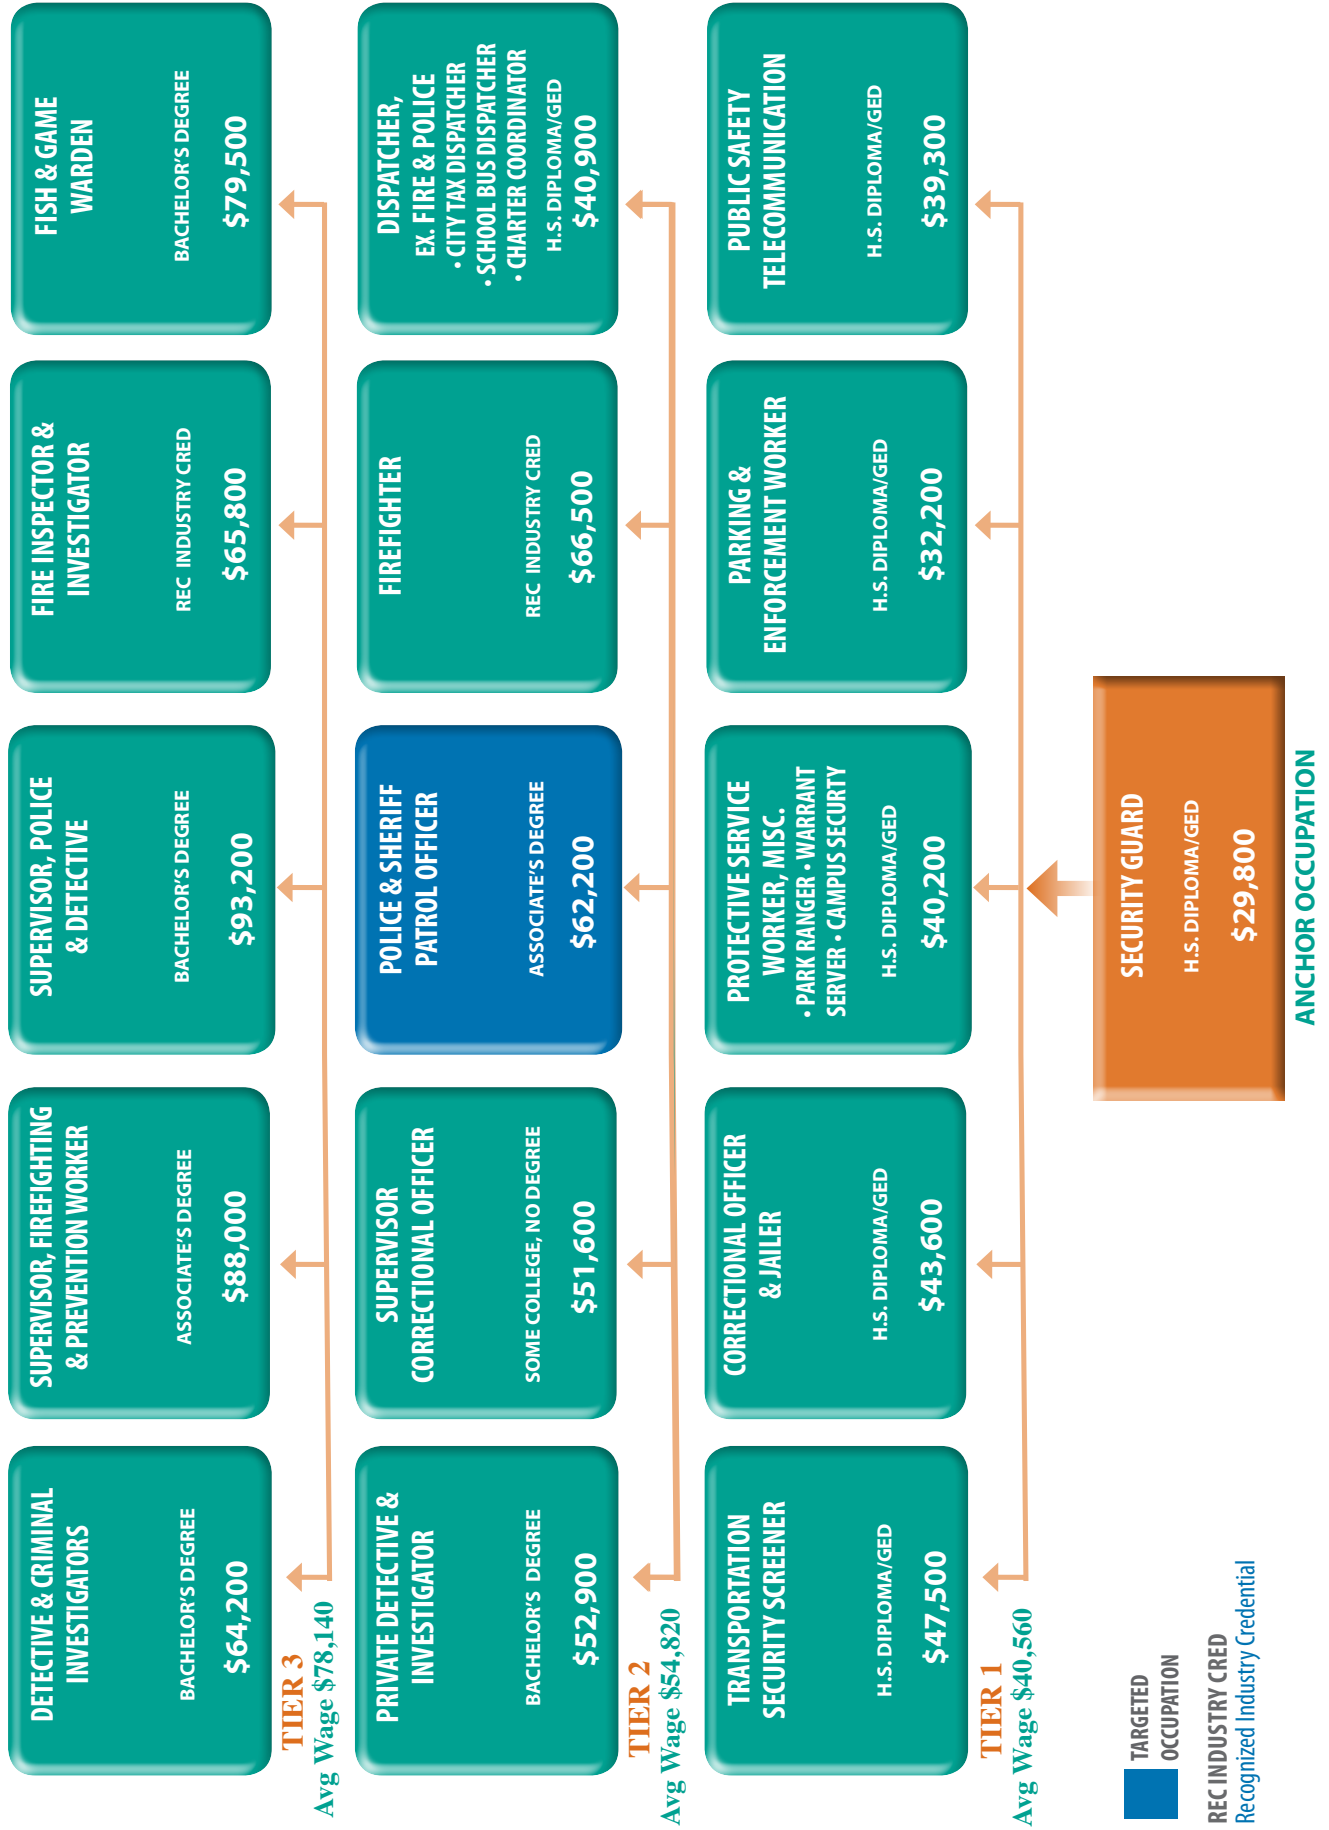 DETECTIVE & CRIMINAL
INVESTIGATORS
BACHELOR'S DEGREE
$64,200
SUPERVISOR, FIREFIGHTING
& PREVENTION WORKER
ASSOCIATE'S DEGREE
$88,000
SUPERVISOR, POLICE
& DETECTIVE
BACHELOR'S DEGREE
$93,200
FIRE INSPECTOR &
INVESTIGATOR
REC INDUSTRY CRED
$65,800
FISH & GAME
WARDEN
BACHELOR'S DEGREE
$79,500
TIER 3
Avg Wage $78,140
PRIVATE DETECTIVE &
INVESTIGATOR
BACHELOR'S DEGREE
$52,900
SUPERVISOR
CORRECTIONAL OFFICER
SOME COLLEGE, NO DEGREE
$51,600
POLICE & SHERIFF
PATROL OFFICER
ASSOCIATE'S DEGREE
$62,200
FIREFIGHTER
REC INDUSTRY CRED
$66,500
DISPATCHER,
EX. FIRE & POLICE
• CITY TAX DISPATCHER
• SCHOOL BUS DISPATCHER
• CHARTER COORDINATOR
H.S. DIPLOMA/GED
$40,900
TIER 2
Avg Wage $54,820
TRANSPORTATION
SECURITY SCREENER
H.S. DIPLOMA/GED
$47,500
CORRECTIONAL OFFICER
& JAILER
H.S. DIPLOMA/GED
$43,600
PROTECTIVE SERVICE
WORKER, MISC.
• PARK RANGER • WARRANT
SERVER • CAMPUS SECURTY
H.S. DIPLOMA/GED
$40,200
PARKING &
ENFORCEMENT WORKER
H.S. DIPLOMA/GED
$32,200
PUBLIC SAFETY
TELECOMMUNICATION
H.S. DIPLOMA/GED
$39,300
TIER 1
Avg Wage $40,560
SECURITY GUARD
H.S. DIPLOMA/GED
$29,800
ANCHOR OCCUPATION
TARGETED
OCCUPATION
REC INDUSTRY CRED
Recognized Industry Credential